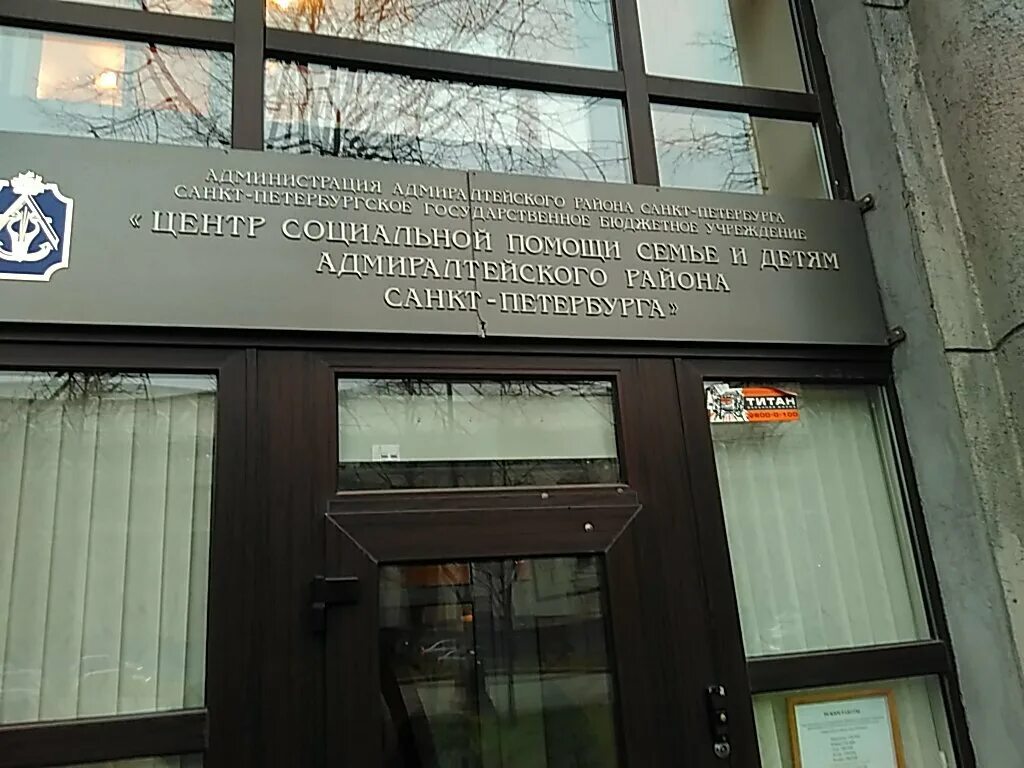 АДМИНИСТРАЦИЯ АДМИРАЛТЕЙСКОГО РАЙОНА САНКТ-ПЕТЕРБУРГА
САНКТ-ПЕТЕРБУРГСКОЕ ГОСУДАРСТВЕННОЕ БЮДЖЕТНОЕ УЧРЕЖДЕНИЕ
«ЦЕНТР СОЦИАЛЬНОЙ ПОМОЩИ СЕМЬЕ И ДЕТЯМ
АДМИРАЛТЕЙСКОГО РАЙОНА
САНКТ-ПЕТЕРБУРГА»
ТИТАН